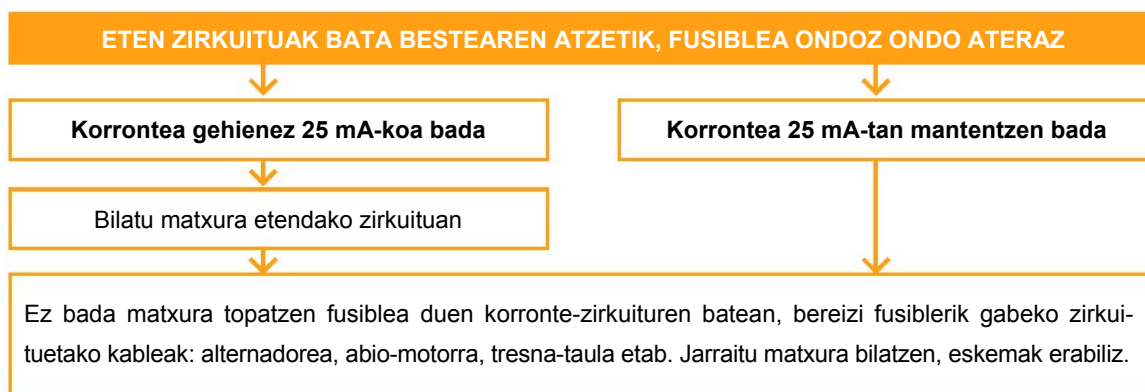 ETEN ZIRKUITUAK BATA BESTEAREN ATZETIK, FUSIBLEA ONDOZ ONDO ATERAZ
Korrontea gehienez 25 mA-koa bada
Korrontea 25 mA-tan mantentzen bada
Bilatu matxura etendako zirkuituan
Ez bada matxura topatzen fusiblea duen korronte-zirkuituren batean, bereizi fusiblerik gabeko zirkui-
tuetako kableak: alternadorea, abio-motorra, tresna-taula etab. Jarraitu matxura bilatzen, eskemak erabiliz.